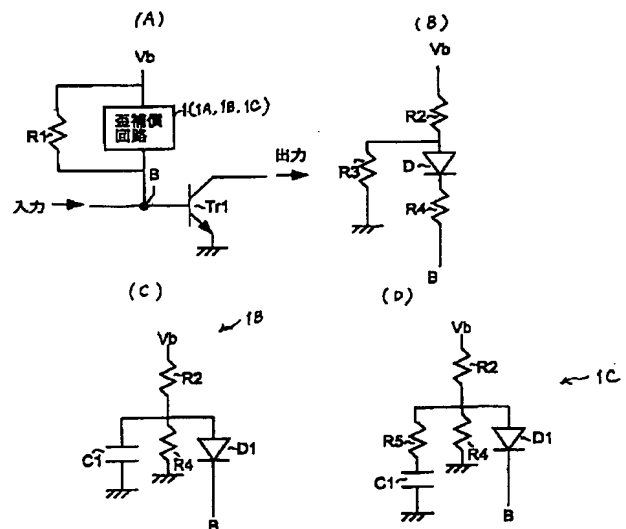 (A)
Vb
R1
歪補償
回路
1(1A,1B,1C)
B
入力
出力
Tr1
(B)
Vb
R2
R3
D
R4
B
(C)
1B
Vb
R2
C1
R4
D1
B
(D)
1C
Vb
R2
R5
R4
D1
C1
B